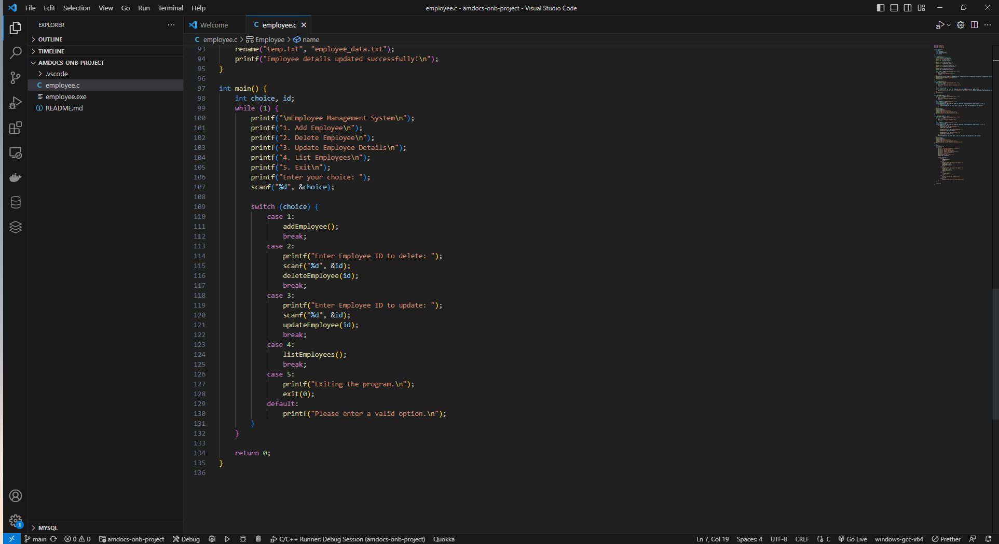 File Edit Selection View Go Run Terminal Help
employee.c - amdocs-onb-project - Visual Studio Code
EXPLORER
OUTLINE
TIMELINE
AMDOCS-ONB-PROJECT
.vscode
C employee.c
employee.exe
README.md
MYSQL
Welcome
C employee.c
C employee.c > Employee > name
93 rename("temp.txt", "employee_data.txt");
94 printf("Employee details updated successfully!\n");
95 }
96
97 int main() {
98 int choice, id;
99 while (1) {
100 printf("\nEmployee Management System\n");
101 printf("1. Add Employee\n");
102 printf("2. Delete Employee\n");
103 printf("3. Update Employee Details\n");
104 printf("4. List Employees\n");
105 printf("5. Exit\n");
106 printf("Enter your choice: ");
107 scanf("%d", &choice);
108
109 switch (choice) {
110 case 1:
111 addEmployee();
112 break;
113 case 2:
114 printf("Enter Employee ID to delete: ");
115 scanf("%d", &id);
116 deleteEmployee(id);
117 break;
118 case 3:
119 printf("Enter Employee ID to update: ");
120 scanf("%d", &id);
121 updateEmployee(id);
122 break;
123 case 4:
124 listEmployees();
125 break;
126 case 5:
127 printf("Exiting the program.\n");
128 exit(0);
129 default:
130 printf("Please enter a valid option.\n");
131 }
132 }
133
134 return 0;
135 }
136
1
main 0 0 amdocs-onb-project Debug C/C++ Runner: Debug Session (amdocs-onb-project) Quokka Ln 7, Col 19 Spaces: 4 UTF-8 CRLF {} C Go Live windows-gcc-x64 Prettier